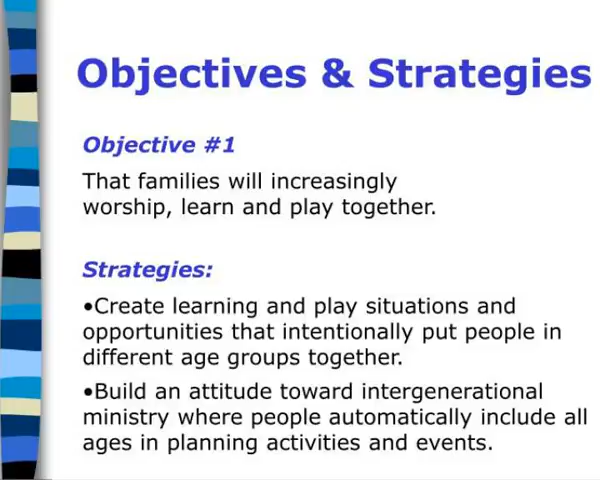 Objectives & Strategies
Objective #1
That families will increasingly
worship, learn and play together.
Strategies:
•Create learning and play situations and
opportunities that intentionally put people in
different age groups together.
•Build an attitude toward intergenerational
ministry where people automatically include all
ages in planning activities and events.